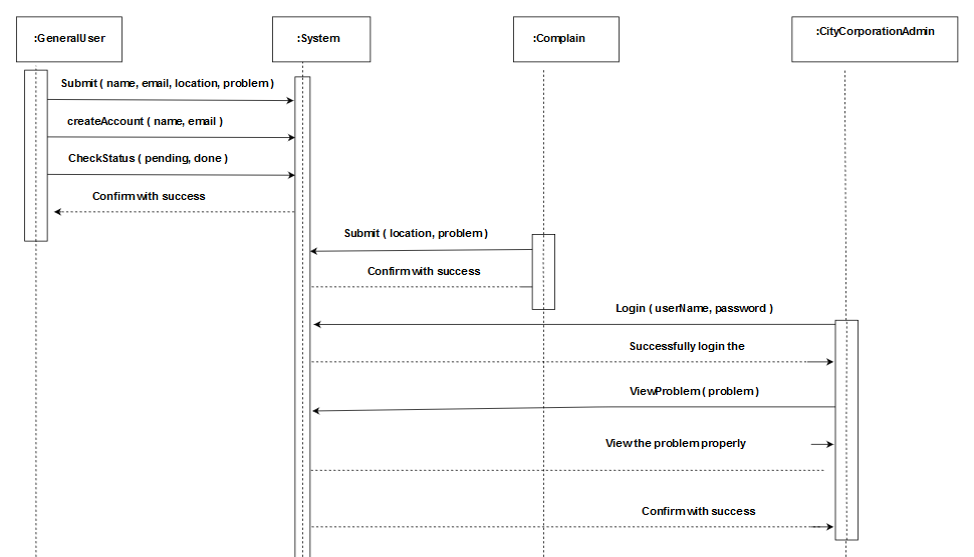 :GeneralUser
:System
:Complain
:CityCorporationAdmin
Submit ( name, email, location, problem )
createAccount ( name, email )
CheckStatus ( pending, done )
Confirm with success
Submit ( location, problem )
Confirm with success
Login ( userName, password )
Successfully login the
ViewProblem ( problem )
View the problem properly
Confirm with success